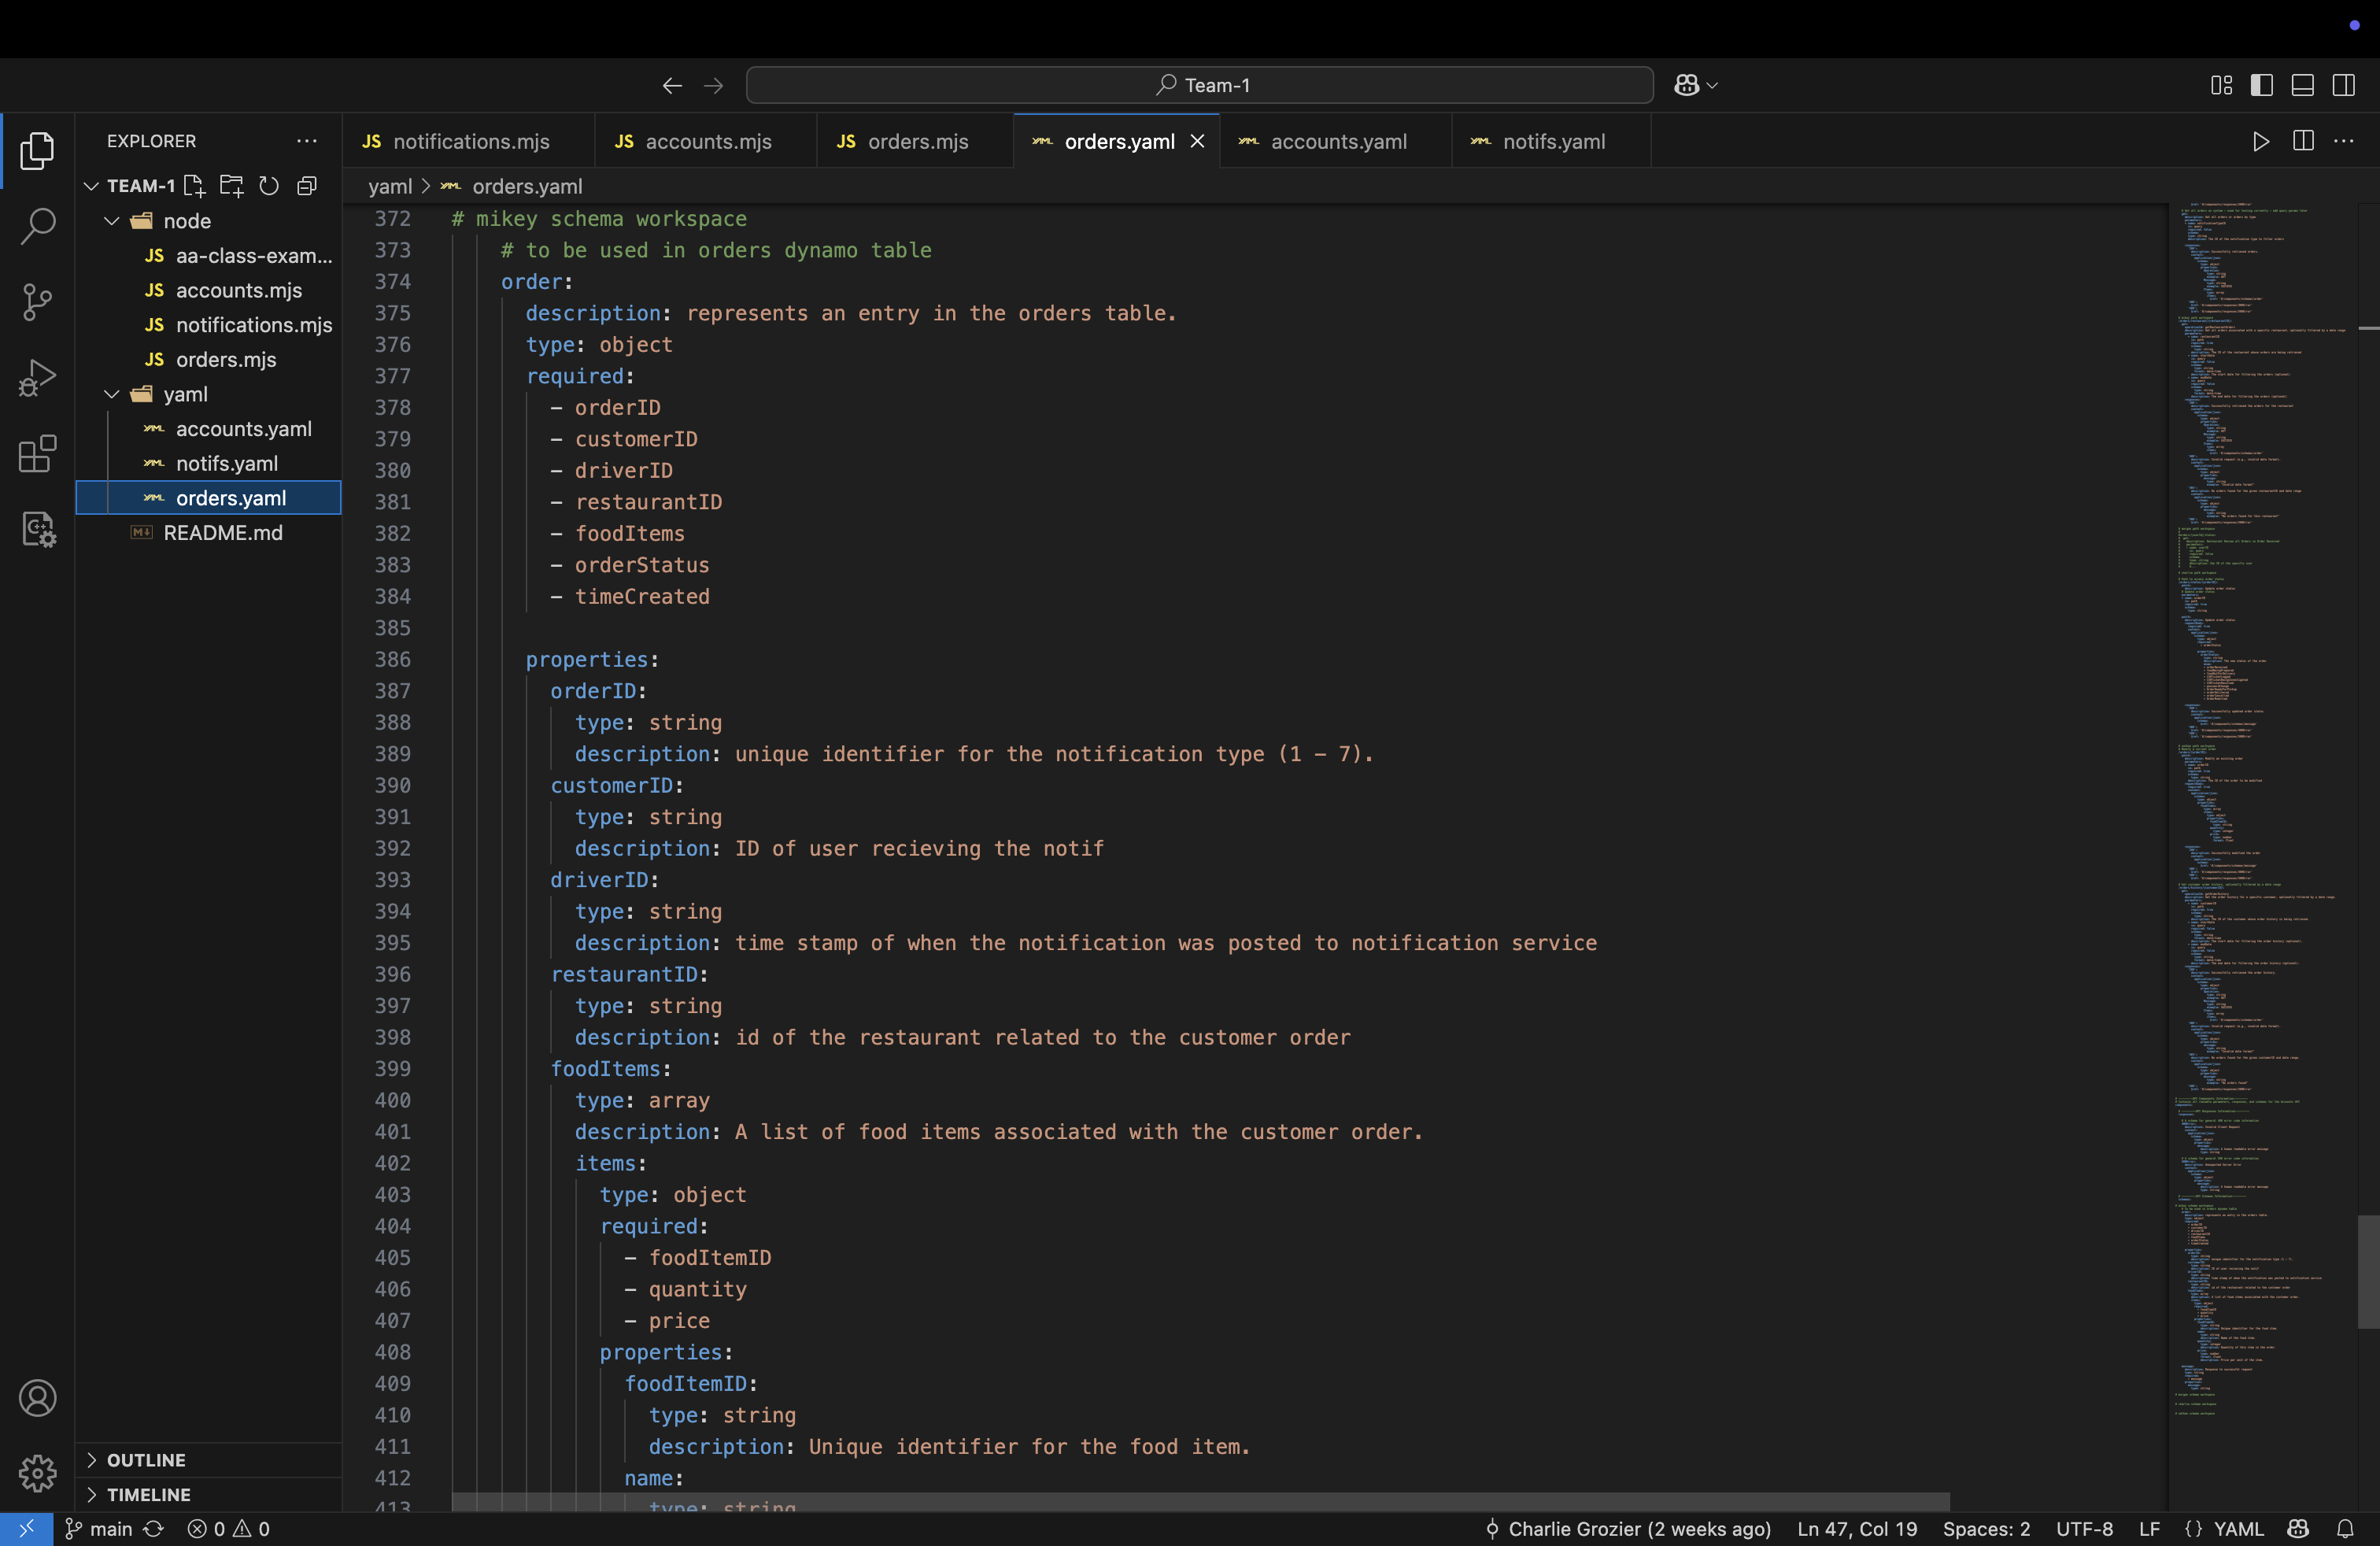 Team-1
EXPLORER
TEAM-1
node
aa-class-exam...
accounts.mjs
notifications.mjs
orders.mjs
yaml
accounts.yaml
notifs.yaml
orders.yaml
README.md
OUTLINE
TIMELINE
notifications.mjs
accounts.mjs
orders.mjs
orders.yaml
accounts.yaml
notifs.yaml
yaml > orders.yaml
372 # mikey schema workspace
373 # to be used in orders dynamo table
374 order:
375 description: represents an entry in the orders table.
376 type: object
377 required:
378 - orderID
379 - customerID
380 - driverID
381 - restaurantID
382 - foodItems
383 - orderStatus
384 - timeCreated
385
386 properties:
387 orderID:
388 type: string
389 description: unique identifier for the notification type (1 - 7).
390 customerID:
391 type: string
392 description: ID of user recieving the notif
393 driverID:
394 type: string
395 description: time stamp of when the notification was posted to notification service
396 restaurantID:
397 type: string
398 description: id of the restaurant related to the customer order
399 foodItems:
400 type: array
401 description: A list of food items associated with the customer order.
402 items:
403 type: object
404 required:
405 - foodItemID
406 - quantity
407 - price
408 properties:
409 foodItemID:
410 type: string
411 description: Unique identifier for the food item.
412 name:
413 type: string
main 0 0 Charlie Grozier (2 weeks ago) Ln 47, Col 19 Spaces: 2 UTF-8 LF {} YAML